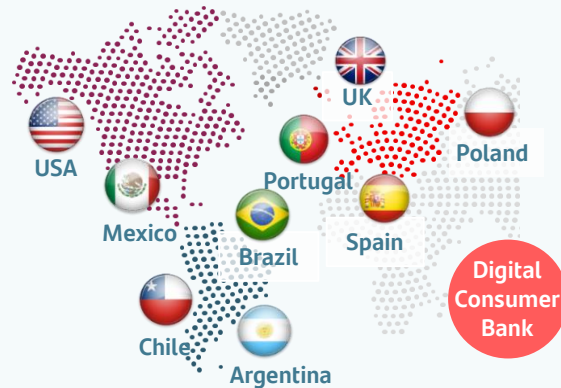 UK
USA
Poland
Portugal
Mexico
Brazil
Spain
Digital
Consumer
Bank
Chile
Argentina